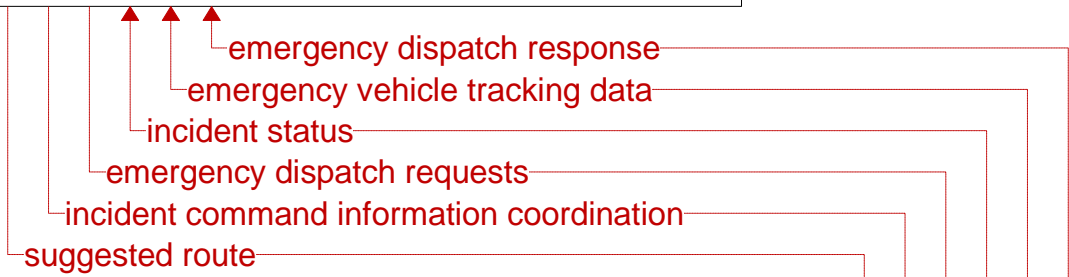 emergency dispatch response
emergency vehicle tracking data
incident status
emergency dispatch requests
incident command information coordination
suggested route